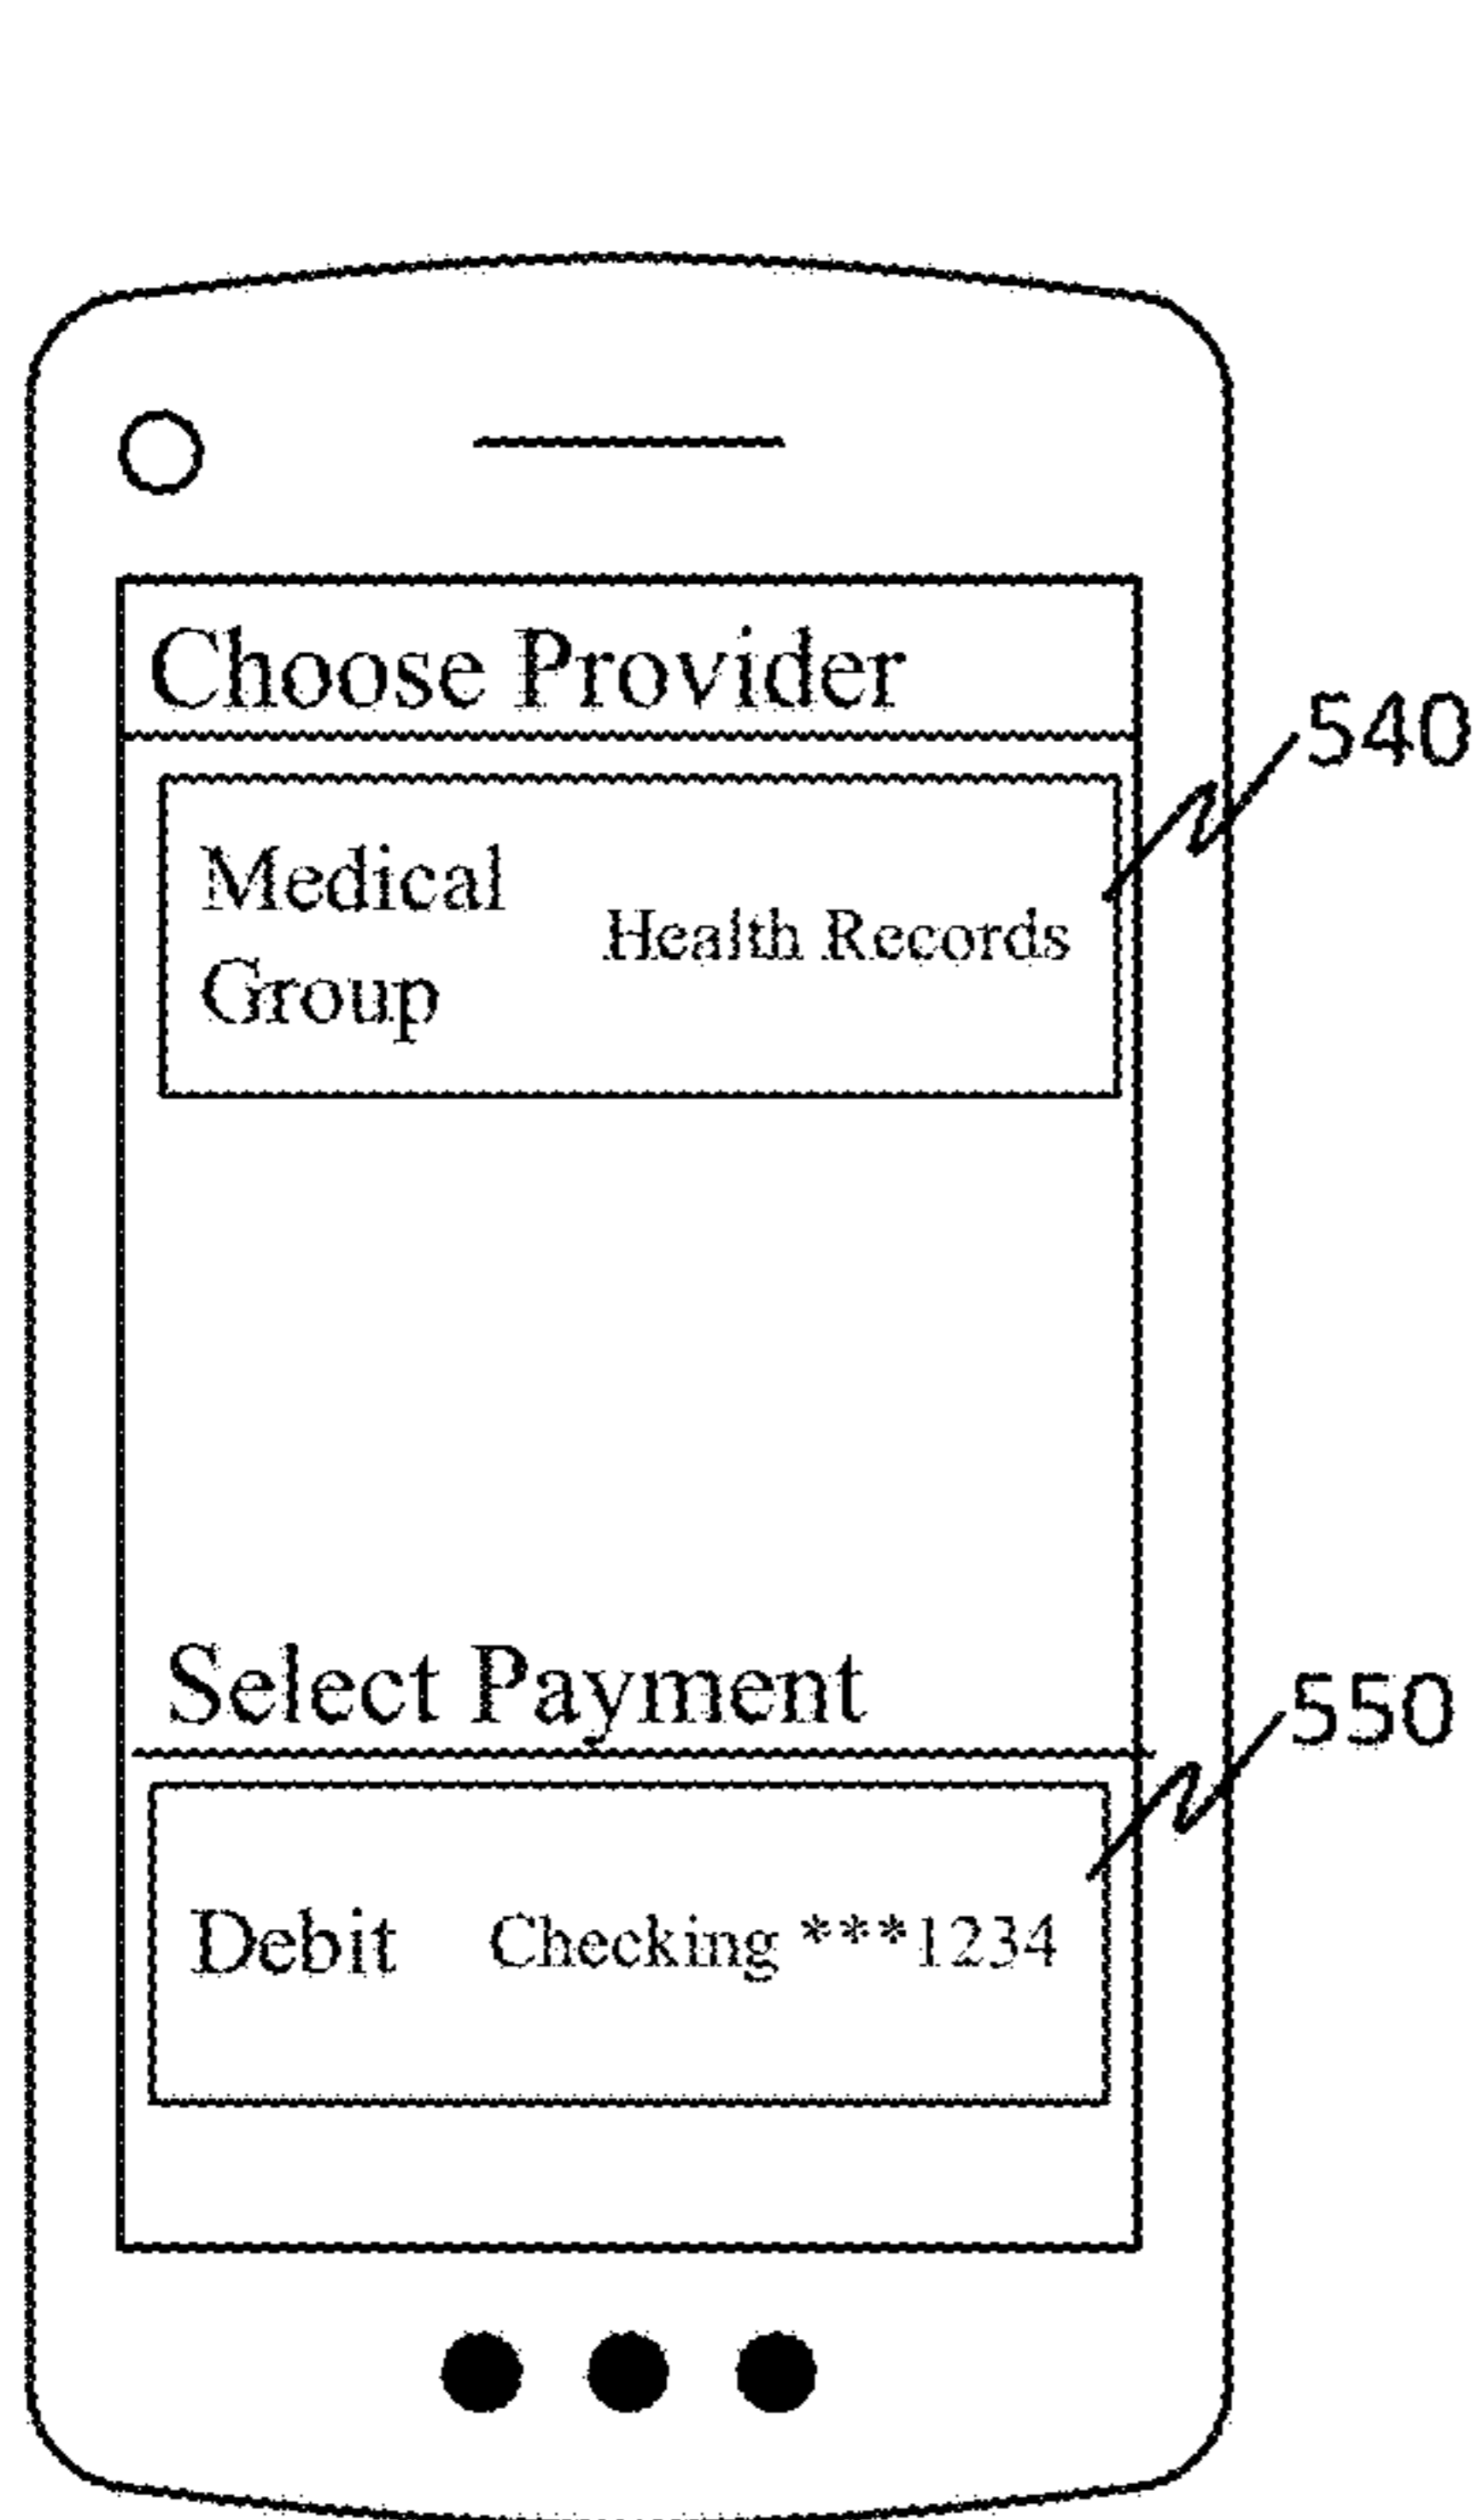 Choose Provider
540
Medical
Group
Health Records
Select Payment
550
Debit
Checking ***1234